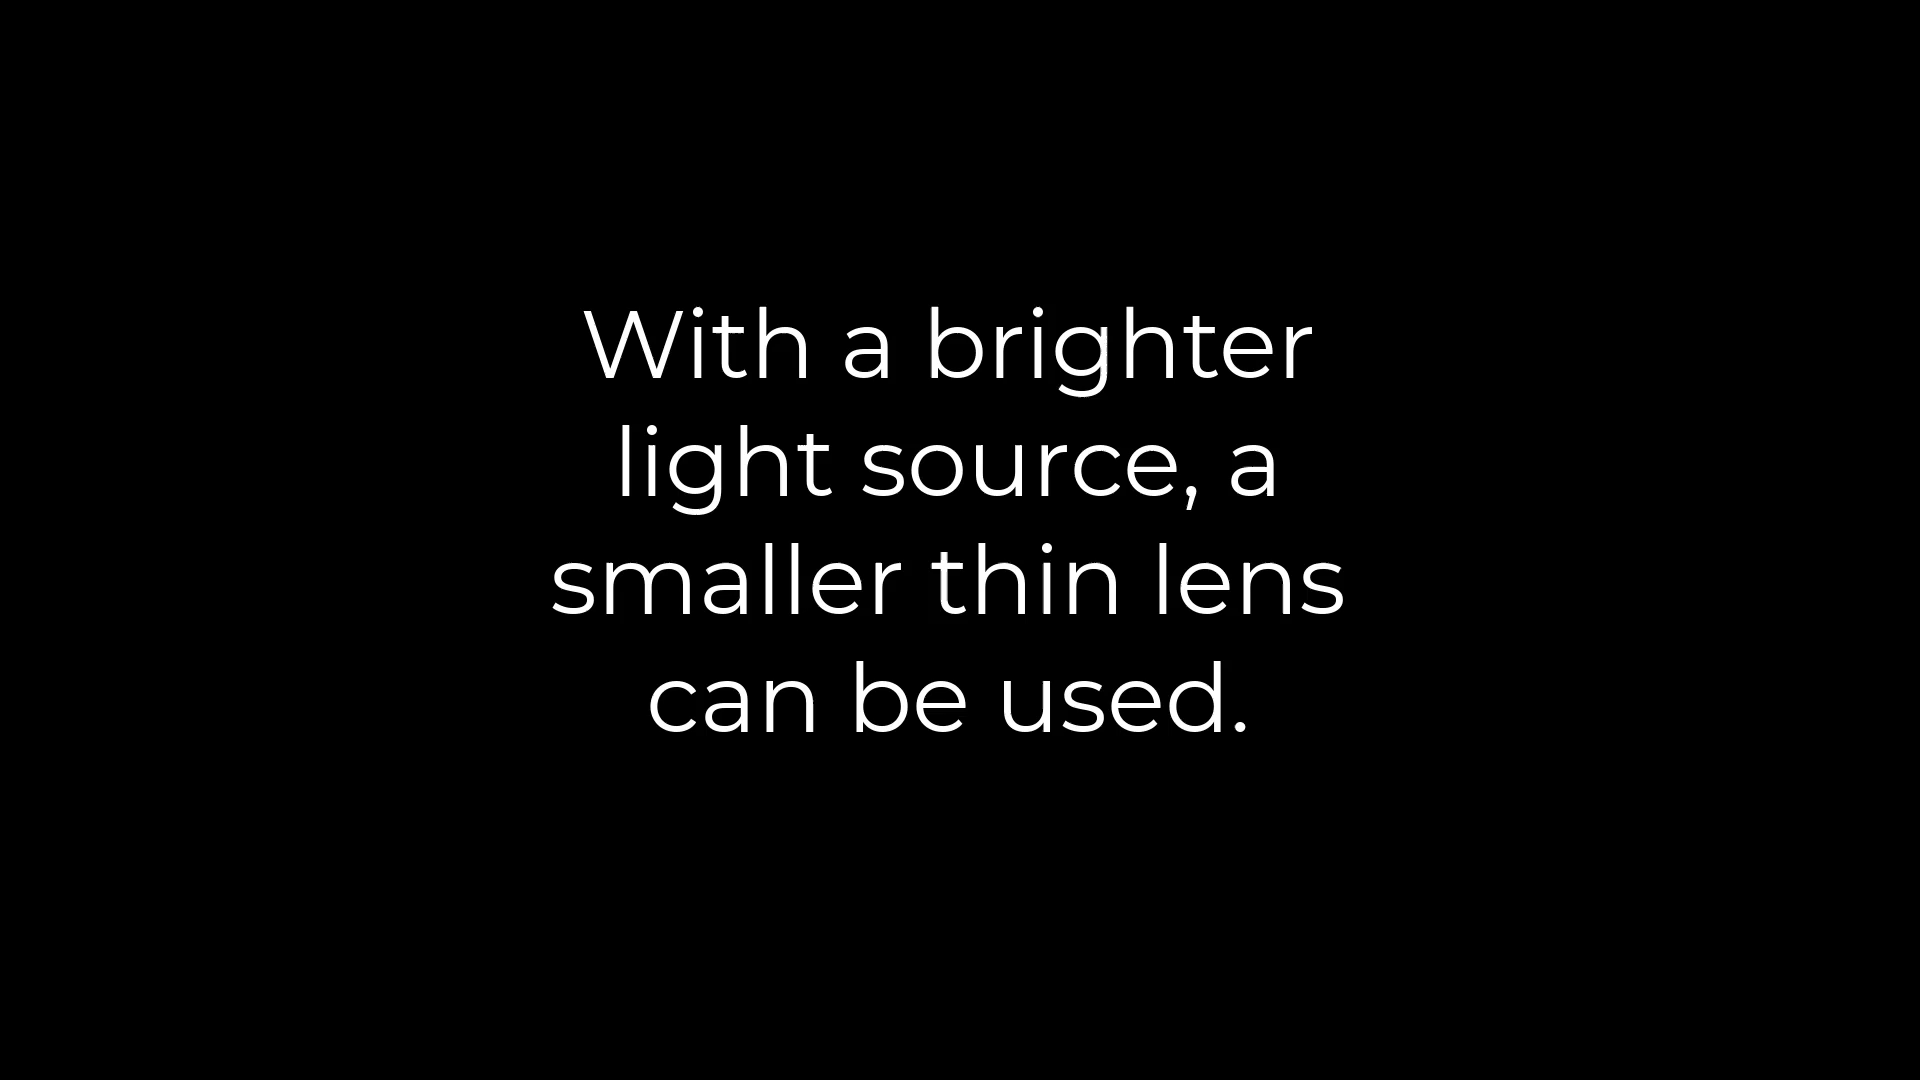 With a brighter
light source, a
smaller thin lens
can be used.